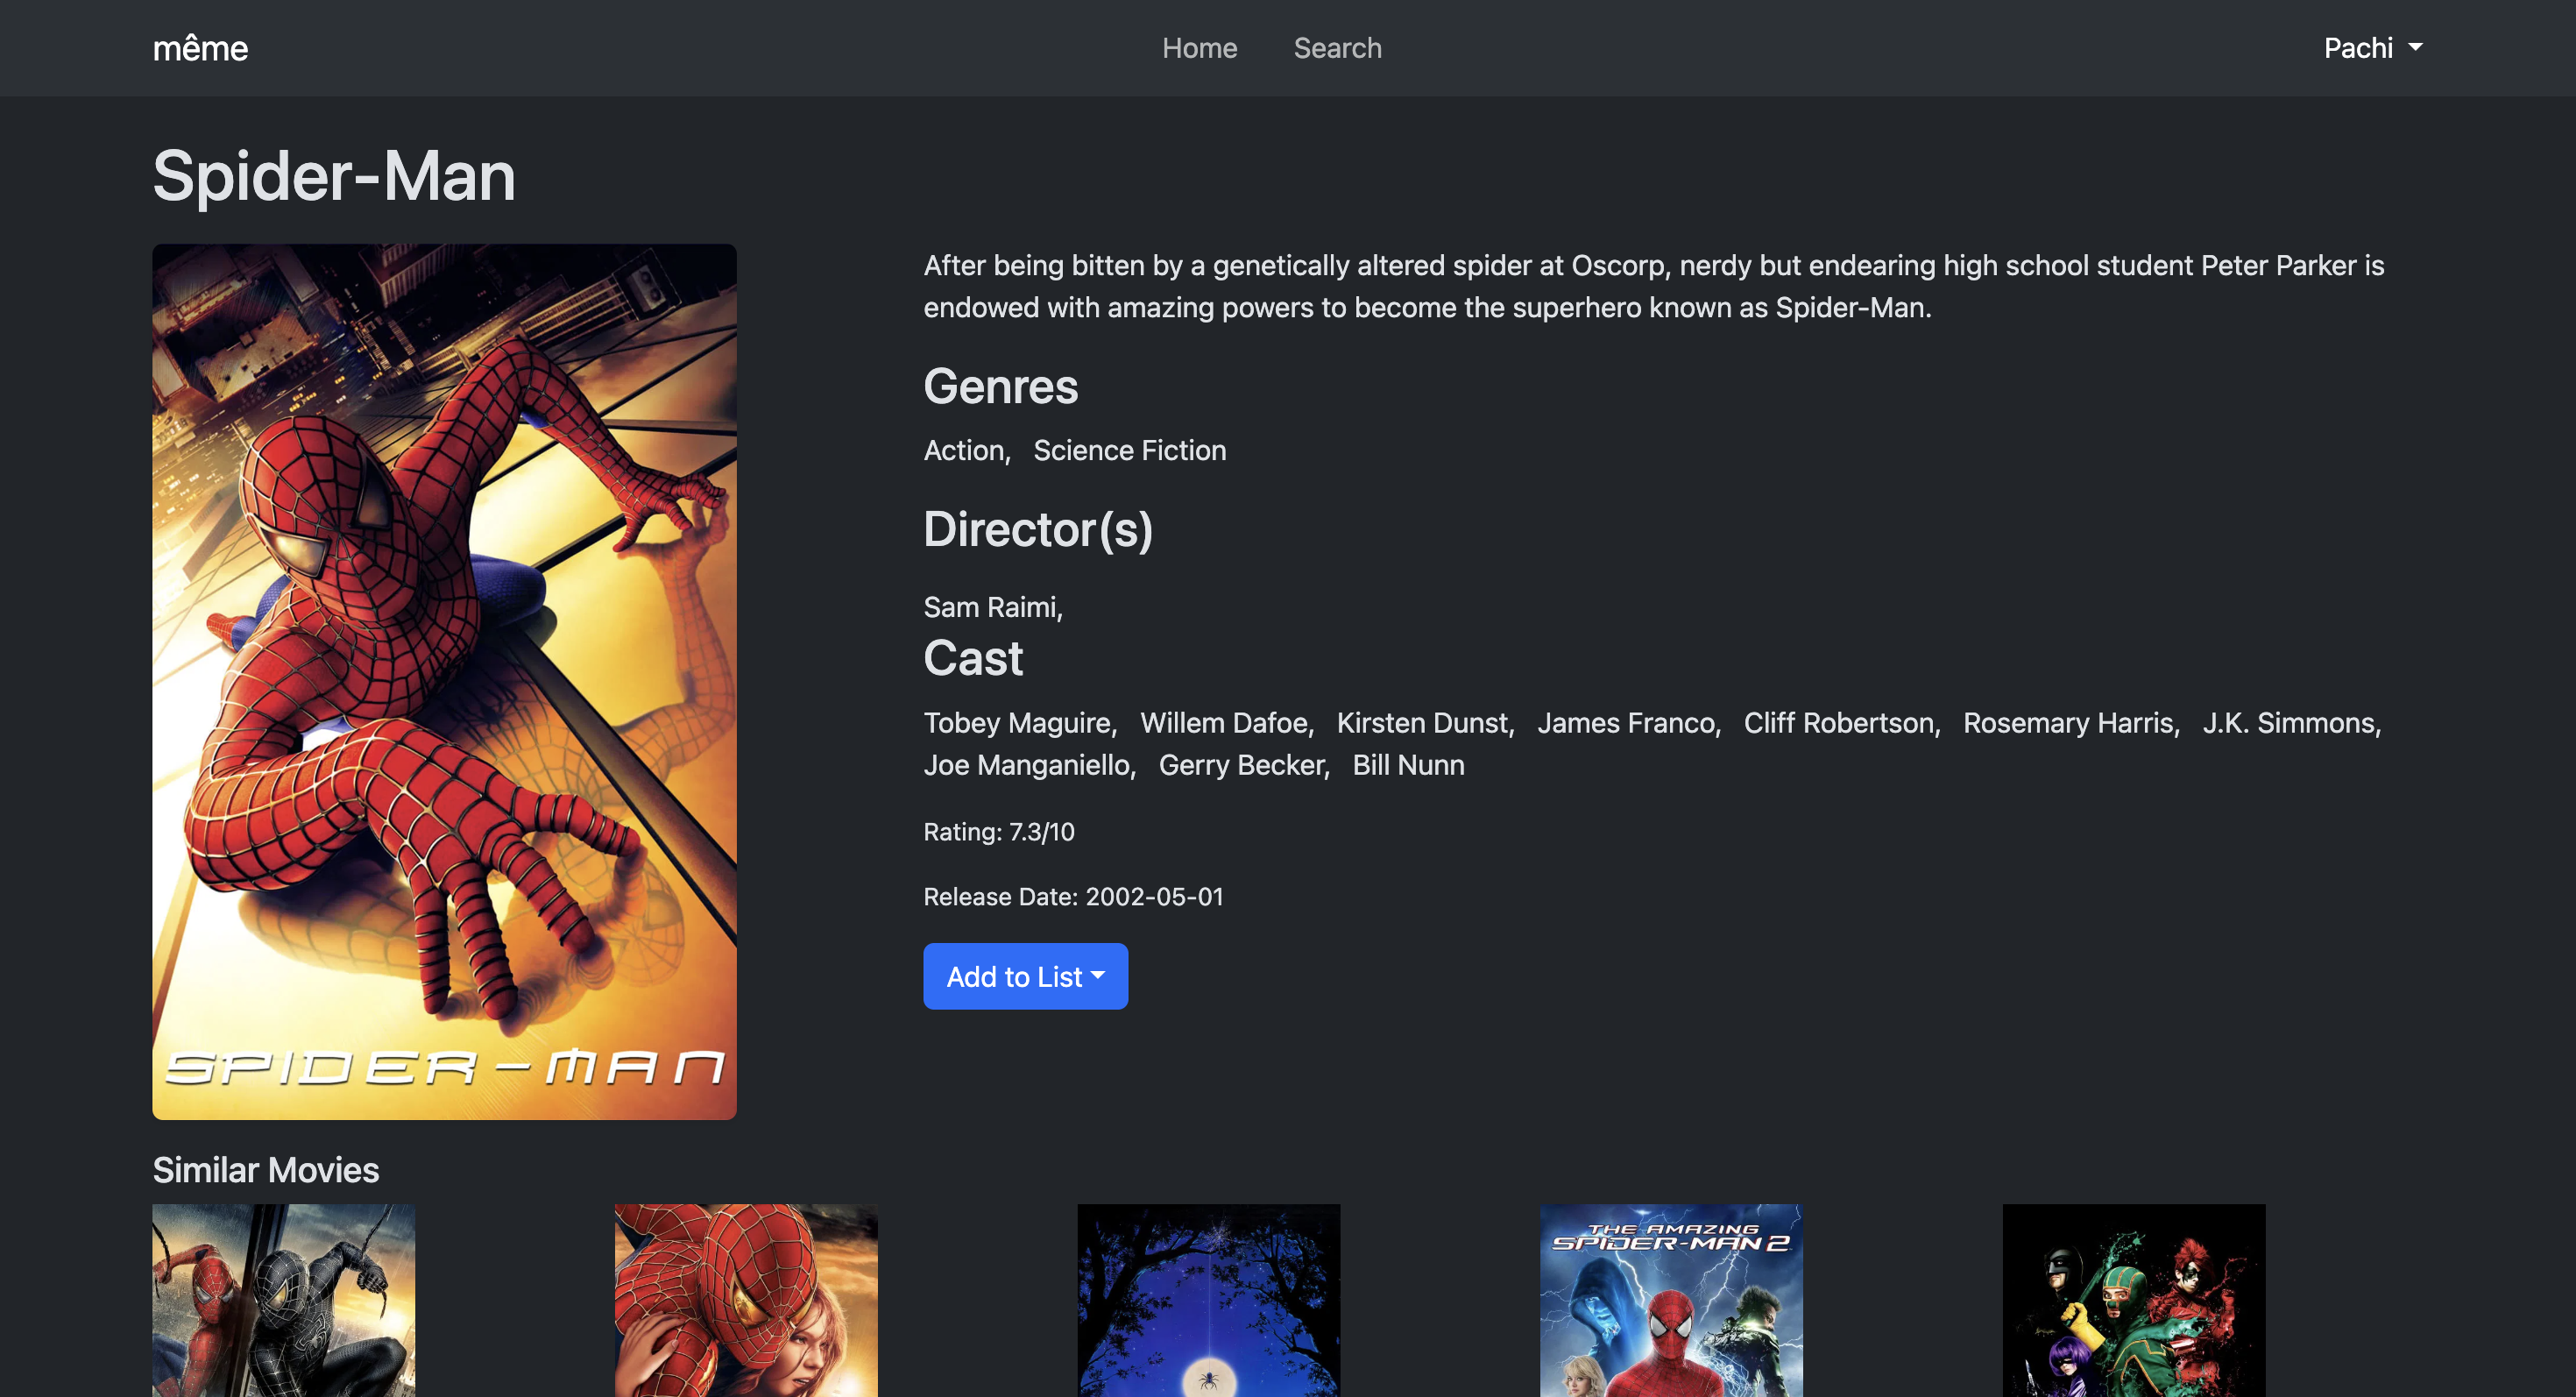 même
Home Search
Pachi
Spider-Man
After being bitten by a genetically altered spider at Oscorp, nerdy but endearing high school student Peter Parker is
endowed with amazing powers to become the superhero known as Spider-Man.
Genres
Action, Science Fiction
Director(s)
Sam Raimi,
Cast
Tobey Maguire, Willem Dafoe, Kirsten Dunst, James Franco, Cliff Robertson, Rosemary Harris, J.K. Simmons,
Joe Manganiello, Gerry Becker, Bill Nunn
Rating: 7.3/10
Release Date: 2002-05-01
Add to List
SPIDER-MAN
Similar Movies
THE AMAZING
SPIDER-MAN 2